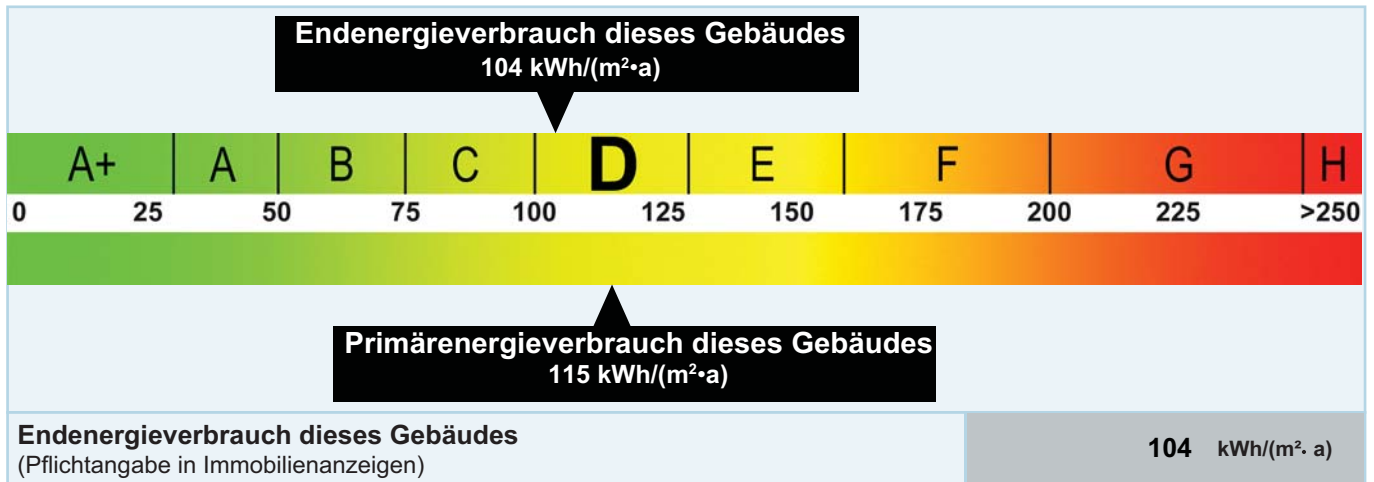 Endenergieverbrauch dieses Gebäudes
104 kWh/(m²•a)
A+ A B C D E F G H
0 25 50 75 100 125 150 175 200 225 >250
Primärenergieverbrauch dieses Gebäudes
115 kWh/(m²•a)
Endenergieverbrauch dieses Gebäudes
(Pflichtangabe in Immobilienanzeigen)
104 kWh/(m²· a)